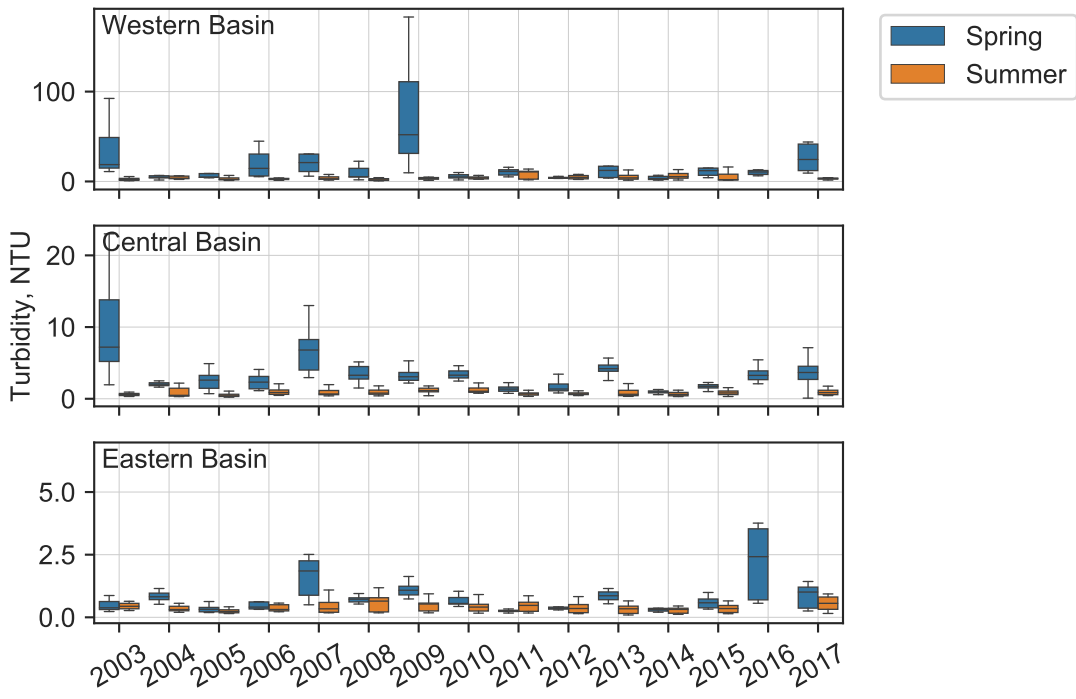 Western Basin
Spring
Summer
100
0
Central Basin
20
10
0
Turbidity, NTU
Eastern Basin
5.0
2.5
0.0
2003 2004 2005 2006 2007 2008 2009 2010 2011 2012 2013 2014 2015 2016 2017